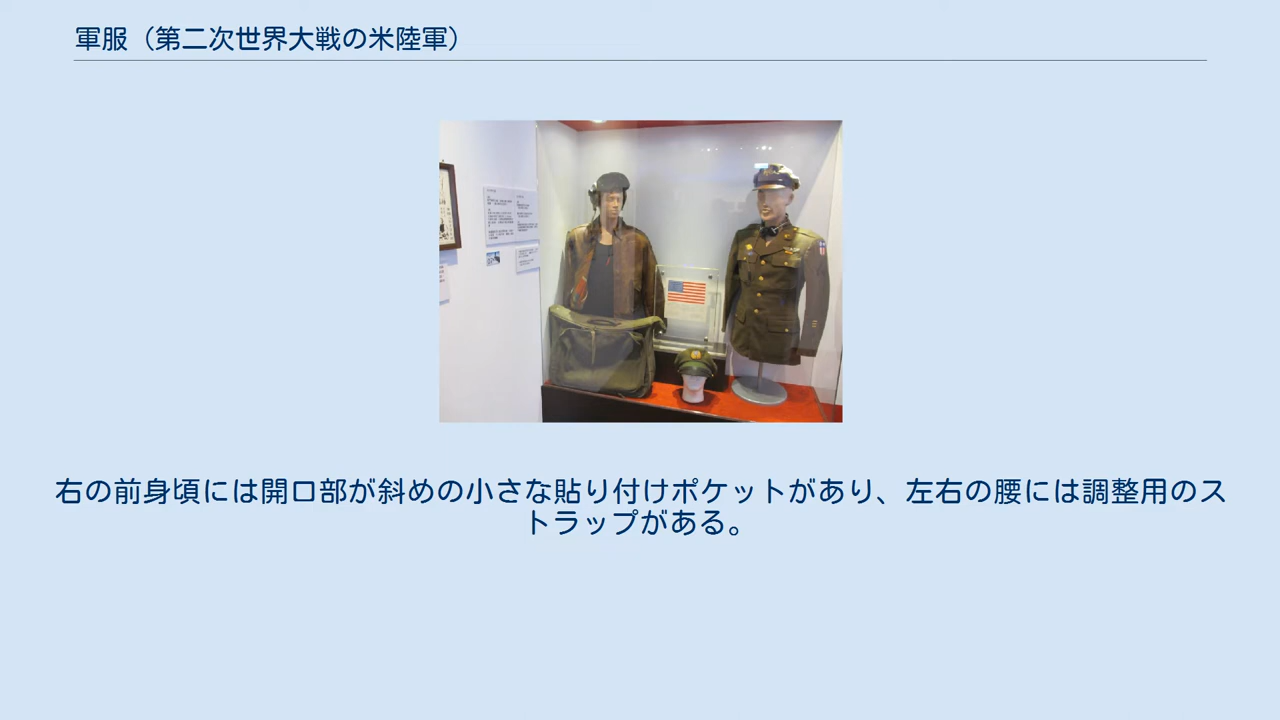 軍服（第二次世界大戦の米陸軍）
右の前身頃には開口部が斜めの小さな貼り付けポケットがあり、左右の腰には調整用のス
トラップがある。